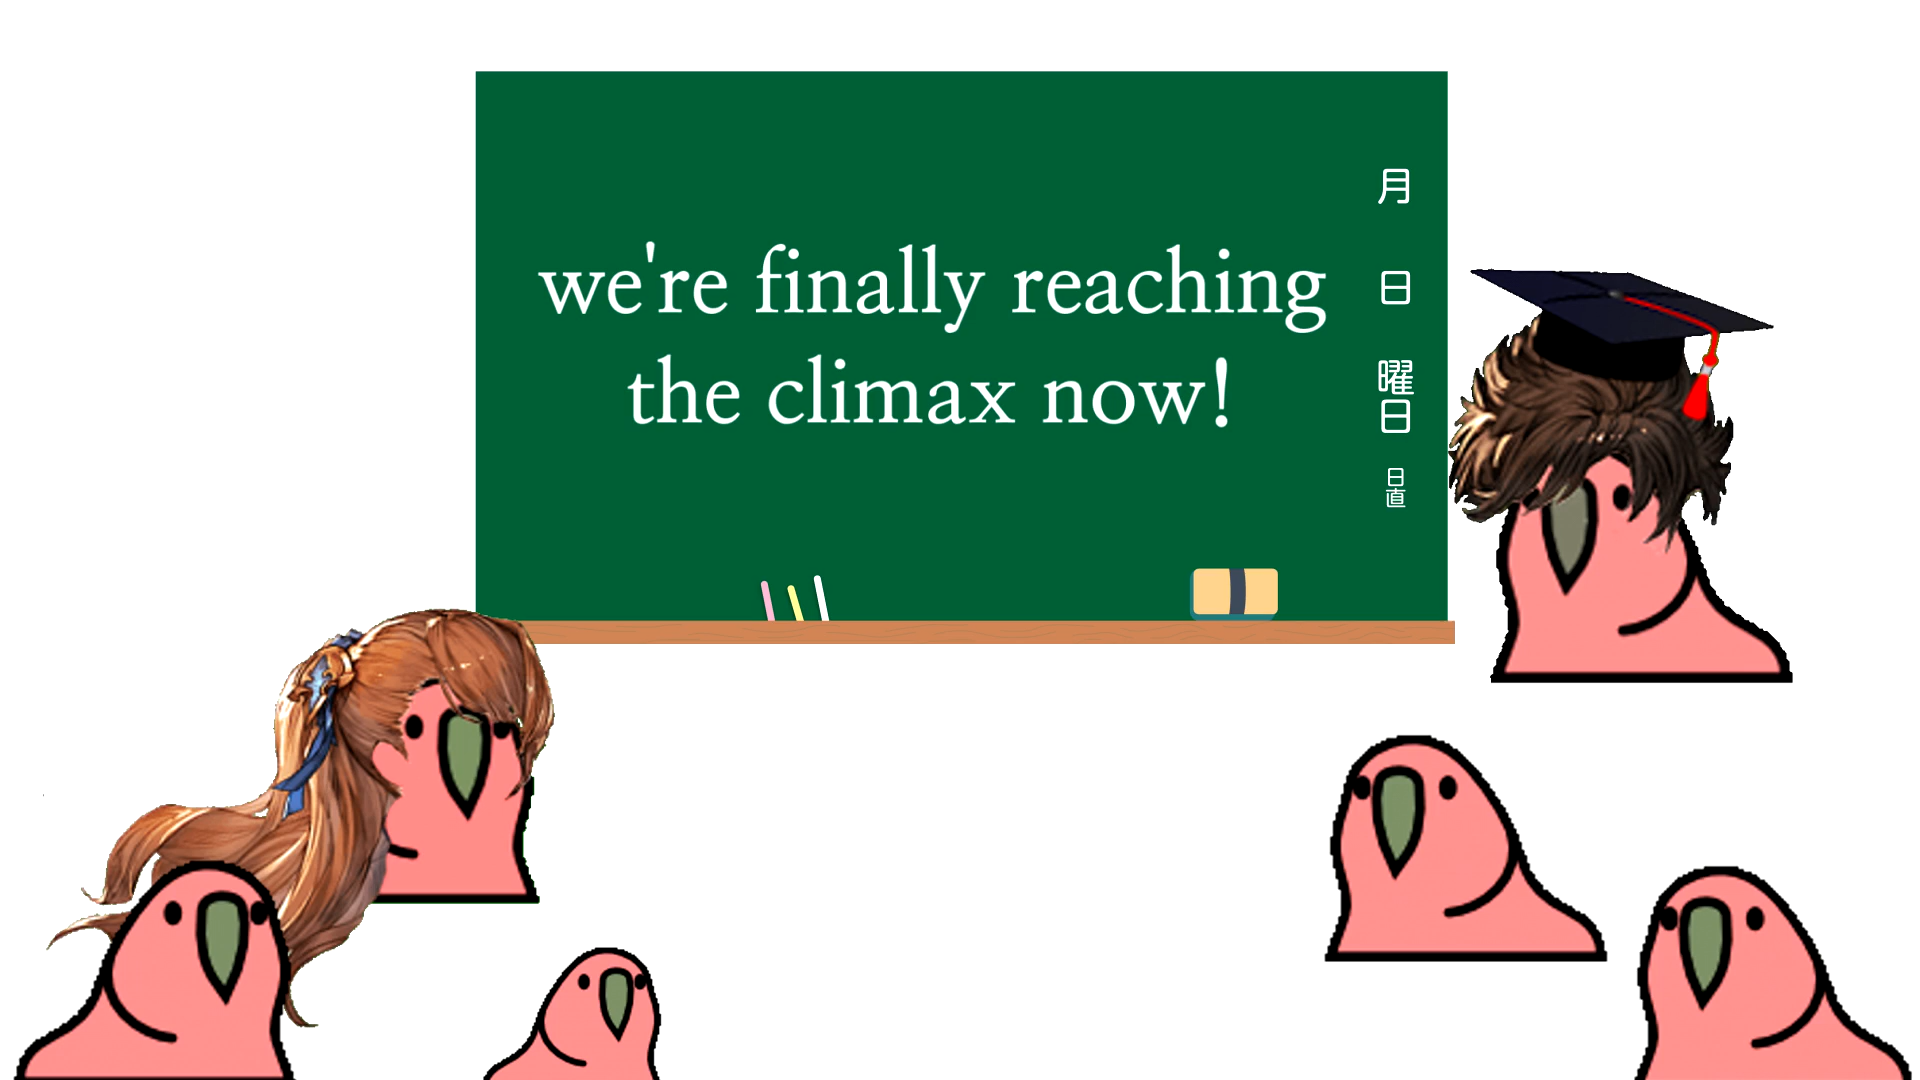 we're finally reaching
the climax now!
月
日
曜
日
日
直